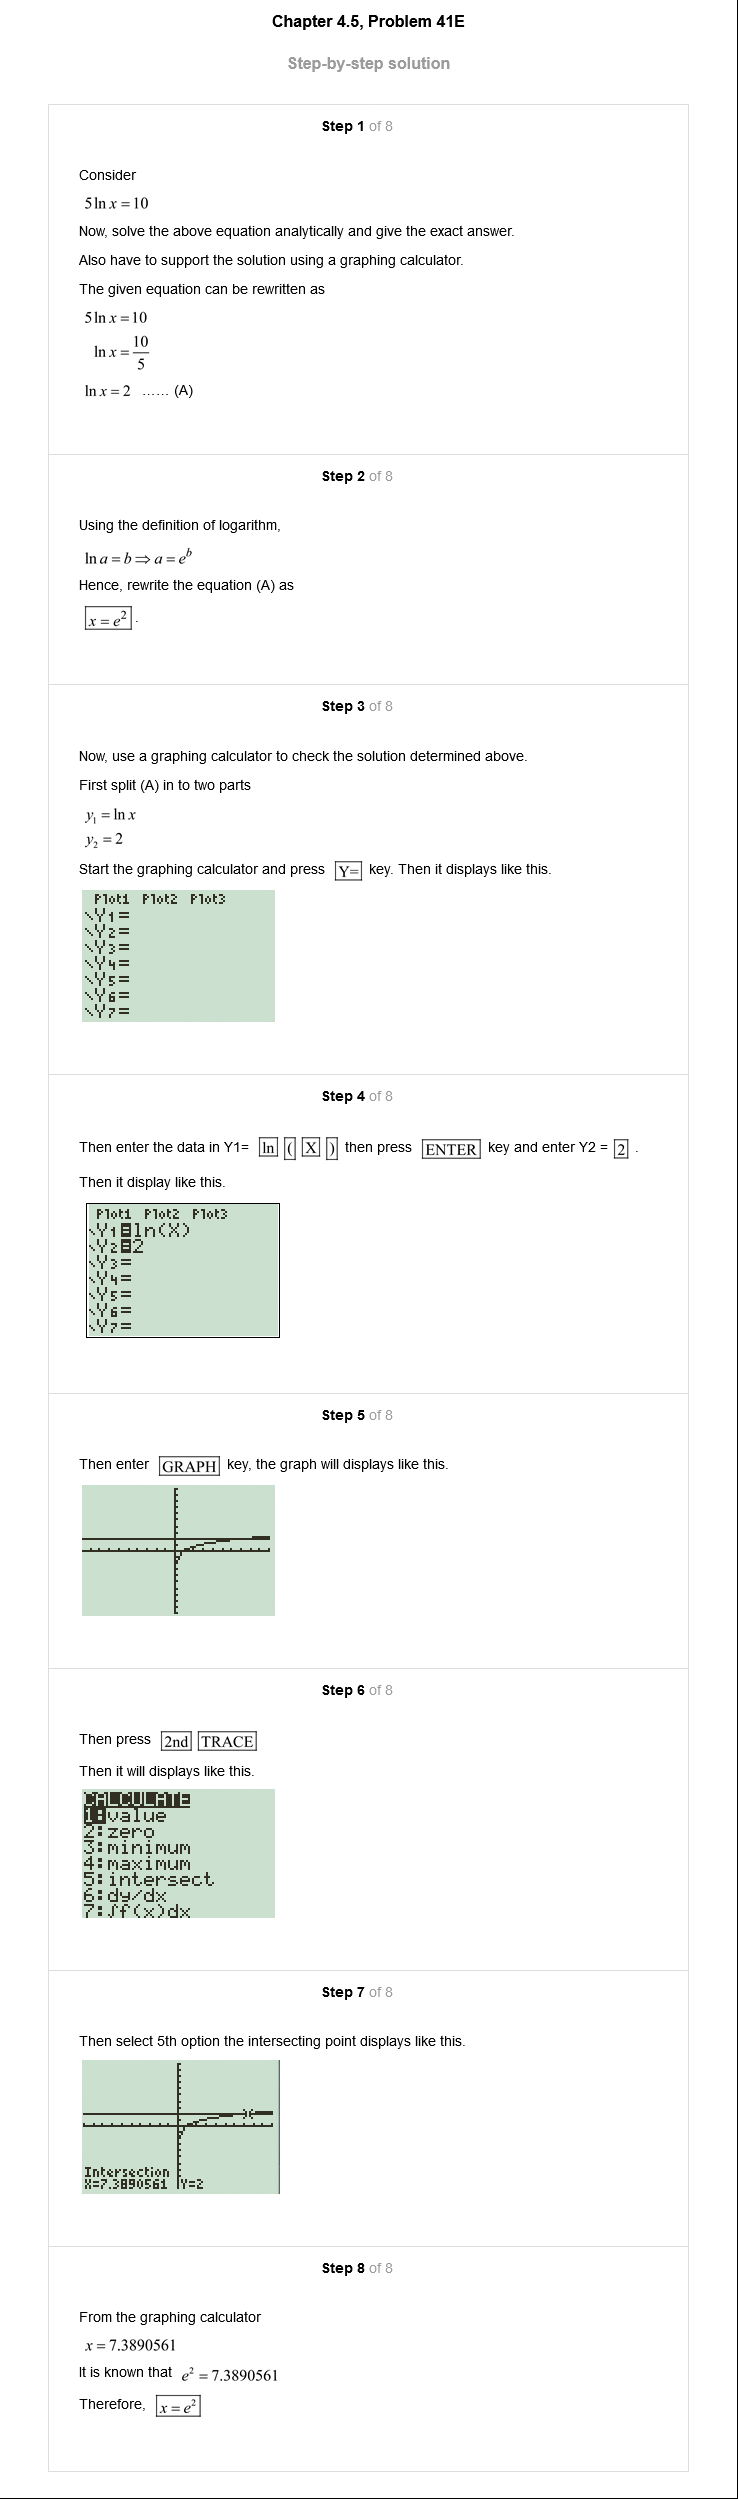 Chapter 4.5, Problem 41E
Step-by-step solution
Step 1 of 8
Consider
5 ln x = 10
Now, solve the above equation analytically and give the exact answer.
Also have to support the solution using a graphing calculator.
The given equation can be rewritten as
5 ln x = 10
ln x = 10/5
ln x = 2 …… (A)
Step 2 of 8
Using the definition of logarithm,
ln a = b ⇒ a = e^b
Hence, rewrite the equation (A) as
x = e² .
Step 3 of 8
Now, use a graphing calculator to check the solution determined above.
First split (A) in to two parts
y₁ = ln x
y₂ = 2
Start the graphing calculator and press Y= key. Then it displays like this.
Plot1 Plot2 Plot3
\Y1=
\Y2=
\Y3=
\Y4=
\Y5=
\Y6=
\Y7=
Step 4 of 8
Then enter the data in Y1= ln ( X ) then press ENTER key and enter Y2 = 2 .
Then it display like this.
Plot1 Plot2 Plot3
\Y1=ln(X)
\Y2=2
\Y3=
\Y4=
\Y5=
\Y6=
\Y7=
Step 5 of 8
Then enter GRAPH key, the graph will displays like this.
Step 6 of 8
Then press 2nd TRACE
Then it will displays like this.
CALCULATE
1:value
2:zero
3:minimum
4:maximum
5:intersect
6:dy/dx
7:∫f(x)dx
Step 7 of 8
Then select 5th option the intersecting point displays like this.
Intersection
X=7.3890561 Y=2
Step 8 of 8
From the graphing calculator
x = 7.3890561
It is known that e² = 7.3890561
Therefore, x = e²